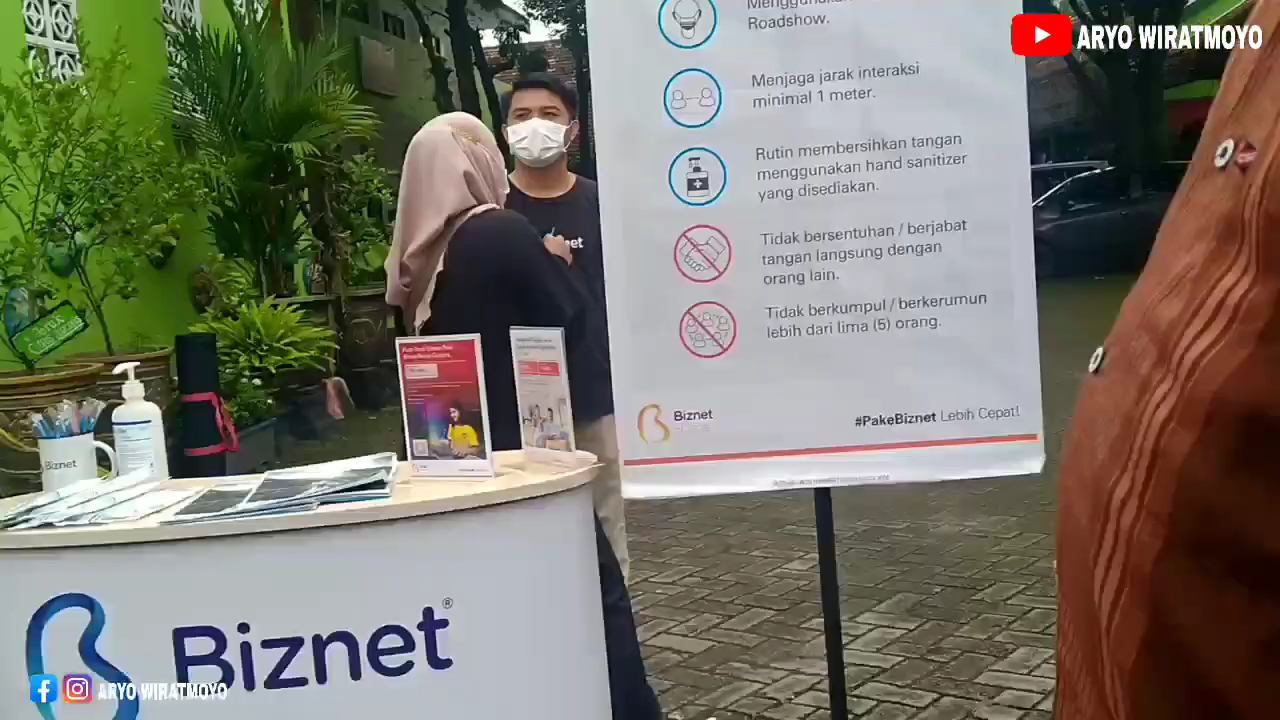 Menggunakan
Roadshow.
ARYO WIRATMOYO
Menjaga jarak interaksi
minimal 1 meter.
Rutin membersihkan tangan
menggunakan hand sanitizer
yang disediakan.
Tidak bersentuhan / berjabat
tangan langsung dengan
orang lain.
Tidak berkumpul / berkerumun
lebih dari lima (5) orang.
Biznet
#PakeBiznet Lebih Cepat!
Biznet
Biznet®
ARYO WIRATMOYO